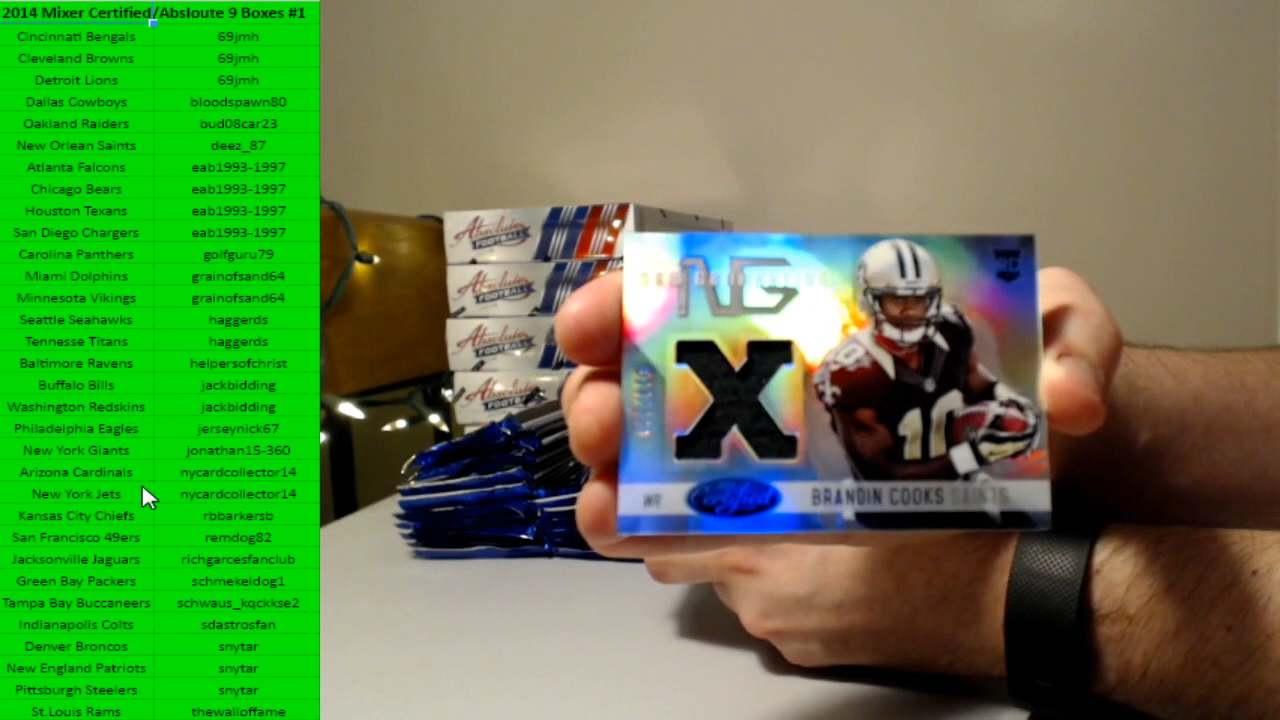 2014 Mixer Certified/Absloute 9 Boxes #1
Cincinnati Bengals 69jmh
Cleveland Browns 69jmh
Detroit Lions 69jmh
Dallas Cowboys bloodspawn80
Oakland Raiders bud08car23
New Orlean Saints deez_87
Atlanta Falcons eab1993-1997
Chicago Bears eab1993-1997
Houston Texans eab1993-1997
San Diego Chargers eab1993-1997
Carolina Panthers golfguru79
Miami Dolphins grainofsand64
Minnesota Vikings grainofsand64
Seattle Seahawks haggerds
Tennesse Titans haggerds
Baltimore Ravens helpersofchrist
Buffalo Bills jackbidding
Washington Redskins jackbidding
Philadelphia Eagles jerseynick67
New York Giants jonathan15-360
Arizona Cardinals nycardcollector14
New York Jets nycardcollector14
Kansas City Chiefs rbbarkersb
San Francisco 49ers remdog82
Jacksonville Jaguars richgarcesfanclub
Green Bay Packers schmekeldog1
Tampa Bay Buccaneers schwaus_kqckkse2
Indianapolis Colts sdastrosfan
Denver Broncos snytar
New England Patriots snytar
Pittsburgh Steelers snytar
St.Louis Rams thewalloffame
Absolute
FOOTBALL
Absolute
FOOTBALL
Absolute
FOOTBALL
Absolute
FOOTBALL
NG
RC
X
10
10
WR Certified BRANDIN COOKS SAINTS